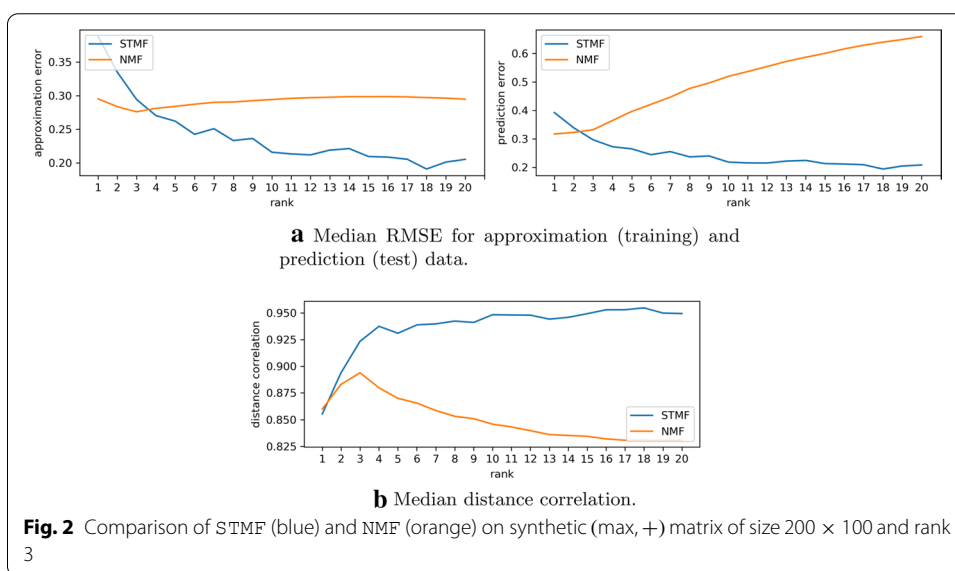 STMF
NMF
0.35
0.30
0.25
0.20
approximation error
1 2 3 4 5 6 7 8 9 10 11 12 13 14 15 16 17 18 19 20
rank
STMF
NMF
0.6
0.5
0.4
0.3
0.2
prediction error
1 2 3 4 5 6 7 8 9 10 11 12 13 14 15 16 17 18 19 20
rank
a Median RMSE for approximation (training) and
prediction (test) data.
0.950
0.925
0.900
0.875
0.850
0.825
distance correlation
STMF
NMF
1 2 3 4 5 6 7 8 9 10 11 12 13 14 15 16 17 18 19 20
rank
b Median distance correlation.
Fig. 2 Comparison of STMF (blue) and NMF (orange) on synthetic (max, +) matrix of size 200 × 100 and rank
3